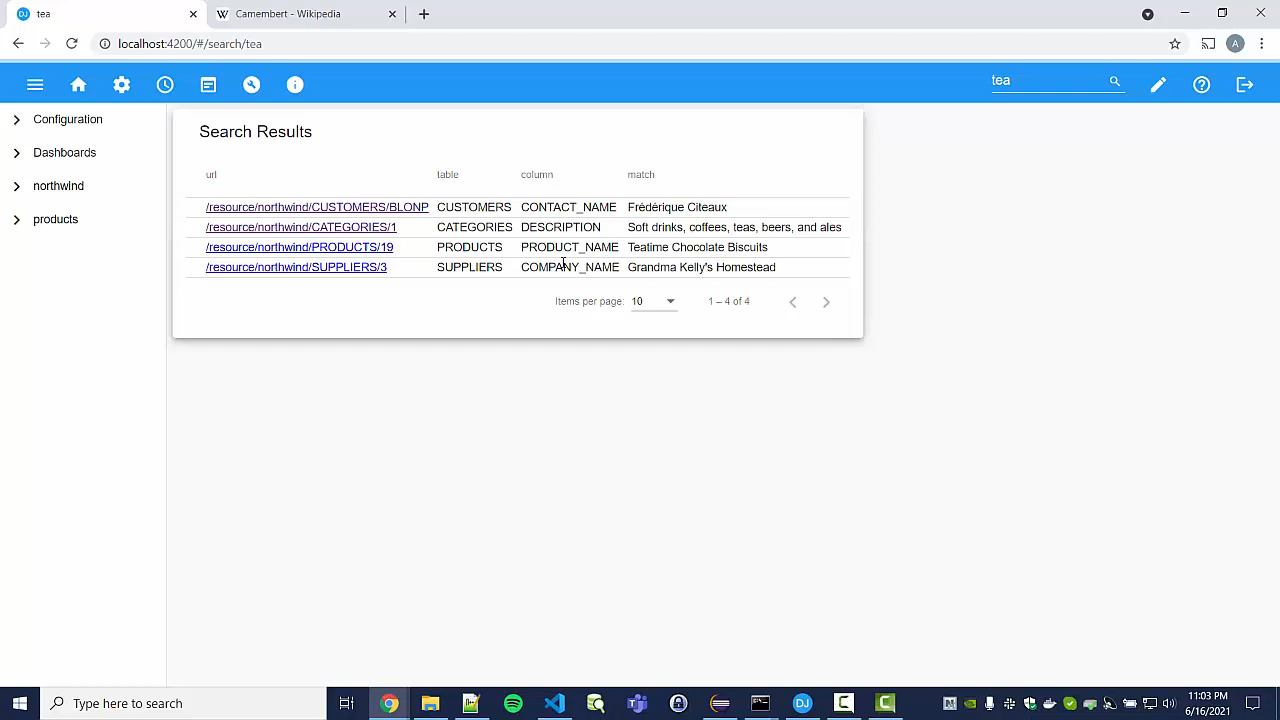 tea
Camembert - Wikipedia
localhost:4200/#/search/tea
A
tea
Configuration
Dashboards
northwind
products
Search Results
url table column match
/resource/northwind/CUSTOMERS/BLONP CUSTOMERS CONTACT_NAME Frédérique Citeaux
/resource/northwind/CATEGORIES/1 CATEGORIES DESCRIPTION Soft drinks, coffees, teas, beers, and ales
/resource/northwind/PRODUCTS/19 PRODUCTS PRODUCT_NAME Teatime Chocolate Biscuits
/resource/northwind/SUPPLIERS/3 SUPPLIERS COMPANY_NAME Grandma Kelly's Homestead
Items per page: 10 1 – 4 of 4
Type here to search
11:03 PM
6/16/2021